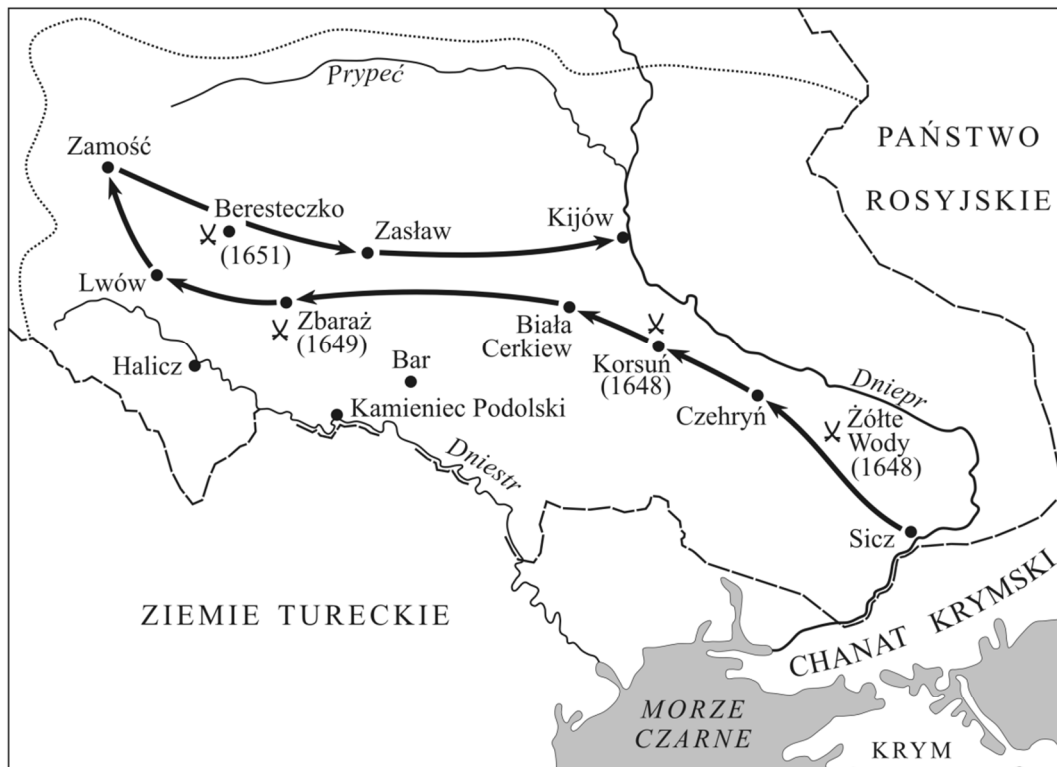 Prypeć
Zamość
PAŃSTWO
ROSYJSKIE
Beresteczko
(1651)
Zasław
Kijów
Lwów
Zbaraż
(1649)
Biała
Cerkiew
Korsuń
(1648)
Halicz
Bar
Kamieniec Podolski
Czehryń
Dniepr
Żółte
Wody
(1648)
Dniestr
Sicz
ZIEMIE TURECKIE
CHANAT KRYMSKI
MORZE
CZARNE
KRYM